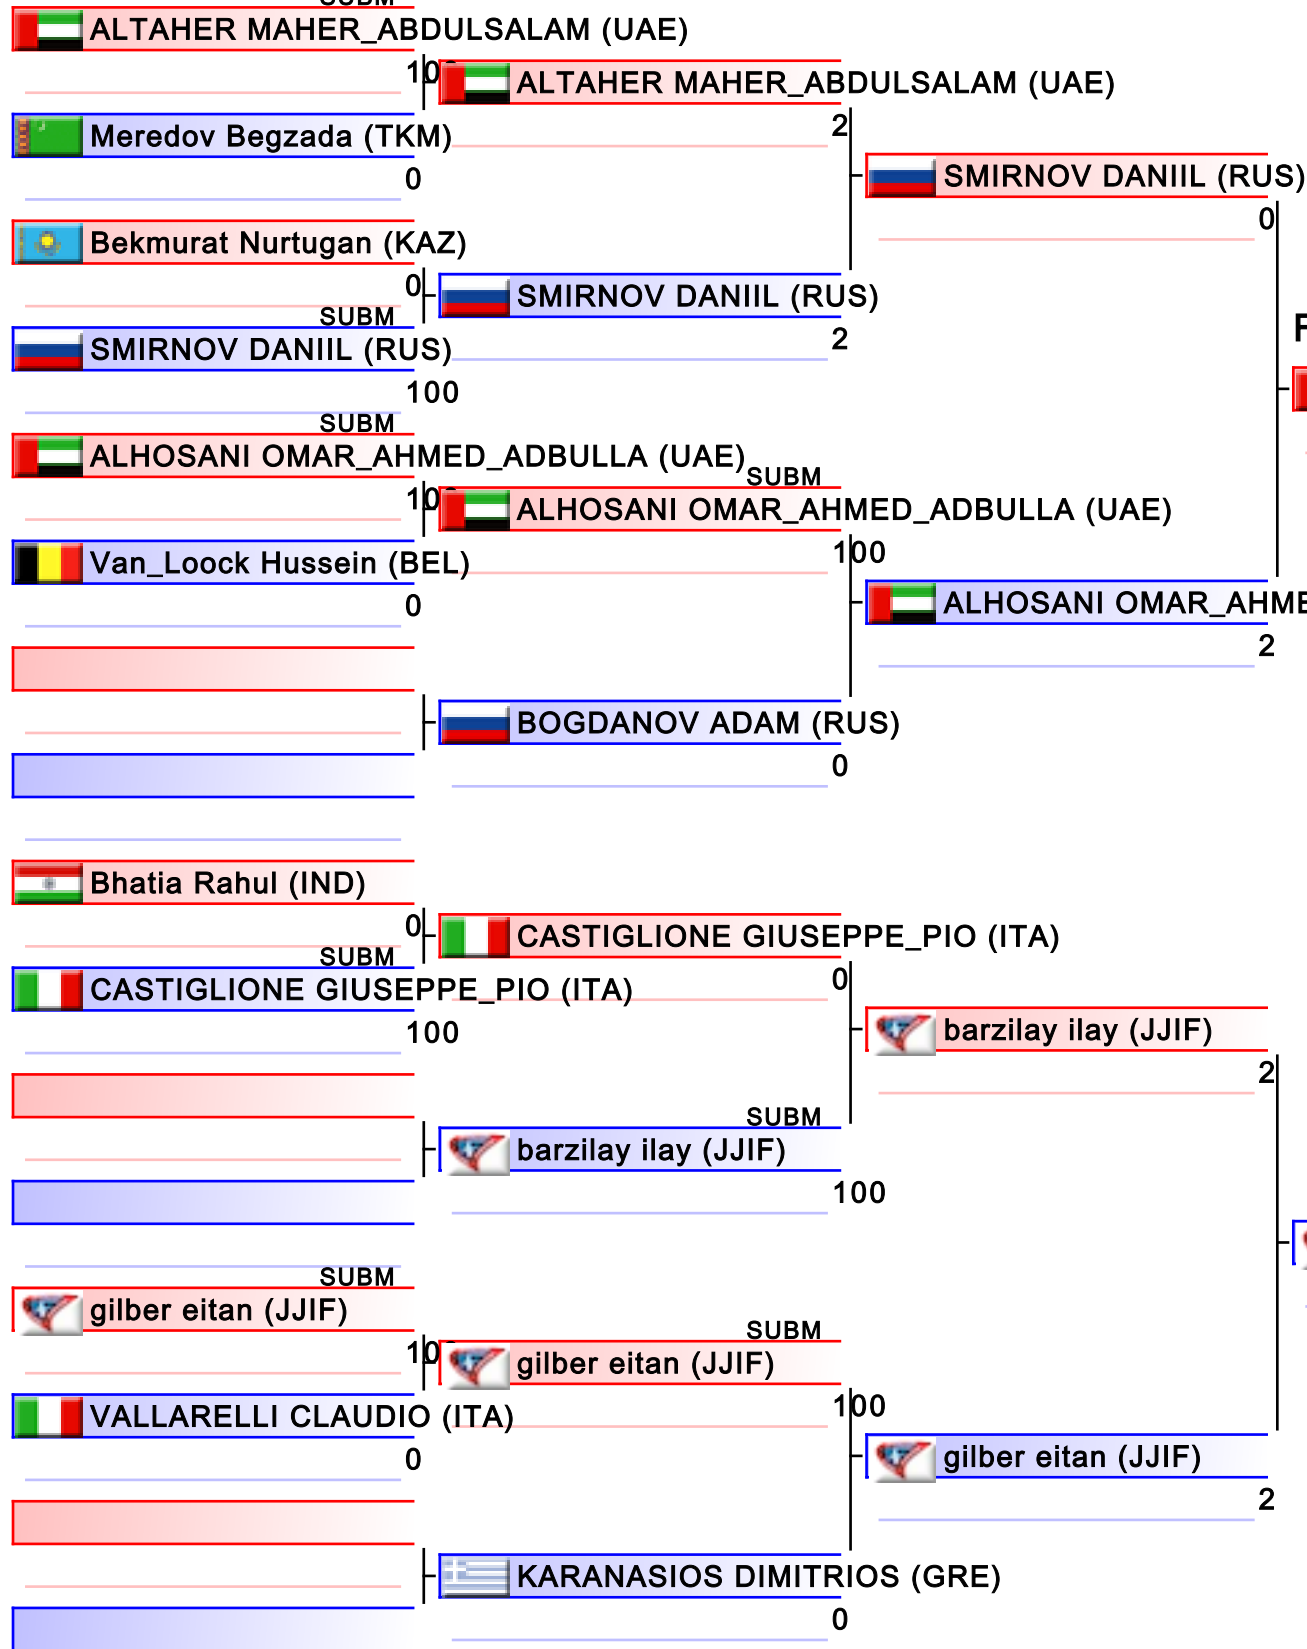 SUBM
ALTAHER MAHER_ABDULSALAM (UAE)
100
ALTAHER MAHER_ABDULSALAM (UAE)
2
Meredov Begzada (TKM)
0
SMIRNOV DANIIL (RUS)
0
Bekmurat Nurtugan (KAZ)
0
SMIRNOV DANIIL (RUS)
2
SUBM
SMIRNOV DANIIL (RUS)
100
SUBM
ALHOSANI OMAR_AHMED_ADBULLA (UAE)
100
SUBM
ALHOSANI OMAR_AHMED_ADBULLA (UAE)
100
Van_Loock Hussein (BEL)
0
ALHOSANI OMAR_AHME
2
BOGDANOV ADAM (RUS)
0
Bhatia Rahul (IND)
0
CASTIGLIONE GIUSEPPE_PIO (ITA)
0
SUBM
CASTIGLIONE GIUSEPPE_PIO (ITA)
100
barzilay ilay (JJIF)
2
SUBM
barzilay ilay (JJIF)
100
SUBM
gilber eitan (JJIF)
100
SUBM
gilber eitan (JJIF)
100
VALLARELLI CLAUDIO (ITA)
0
gilber eitan (JJIF)
2
KARANASIOS DIMITRIOS (GRE)
0